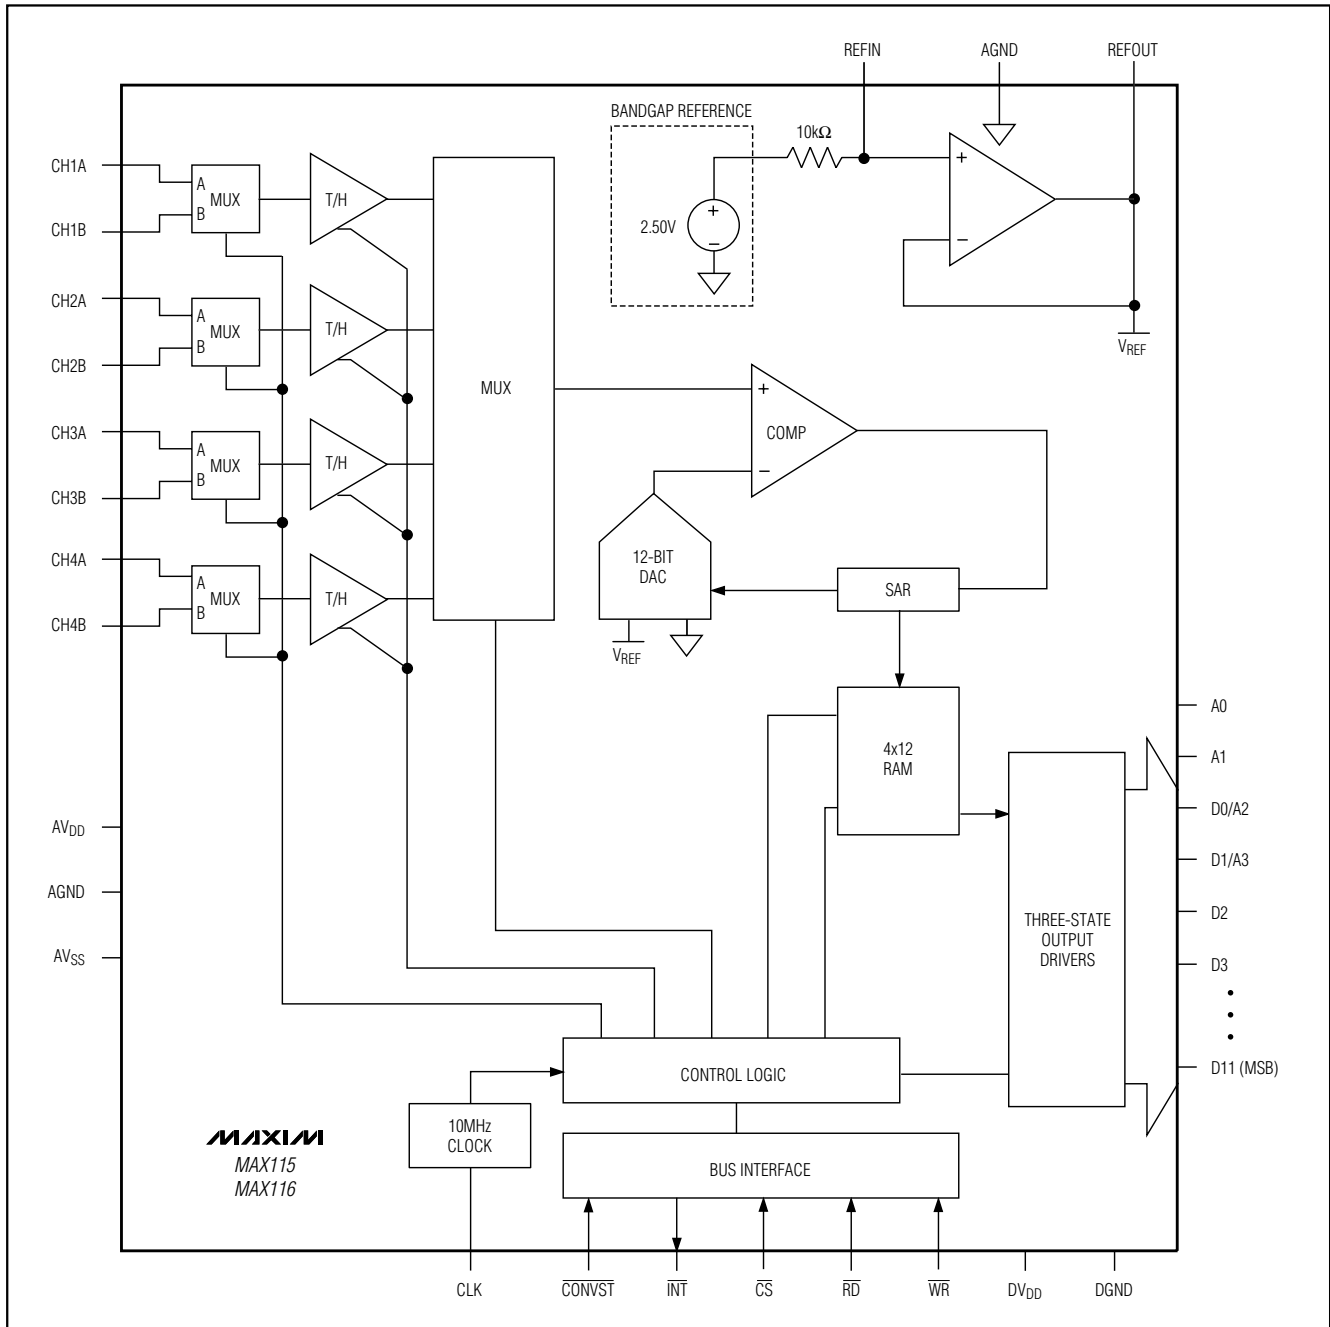 REFIN AGND REFOUT
BANDGAP REFERENCE
10kΩ
2.50V
+
−
+
−
VREF
CH1A
CH1B
A
B
MUX
T/H
CH2A
CH2B
A
B
MUX
T/H
CH3A
CH3B
A
B
MUX
T/H
CH4A
CH4B
A
B
MUX
T/H
MUX
+
−
COMP
12-BIT
DAC
VREF
SAR
4x12
RAM
THREE-STATE
OUTPUT
DRIVERS
A0
A1
D0/A2
D1/A3
D2
D3
D11 (MSB)
AVDD
AGND
AVSS
CONTROL LOGIC
10MHz
CLOCK
BUS INTERFACE
MAXIM
MAX115
MAX116
CLK CONVST INT CS RD WR DVDD DGND